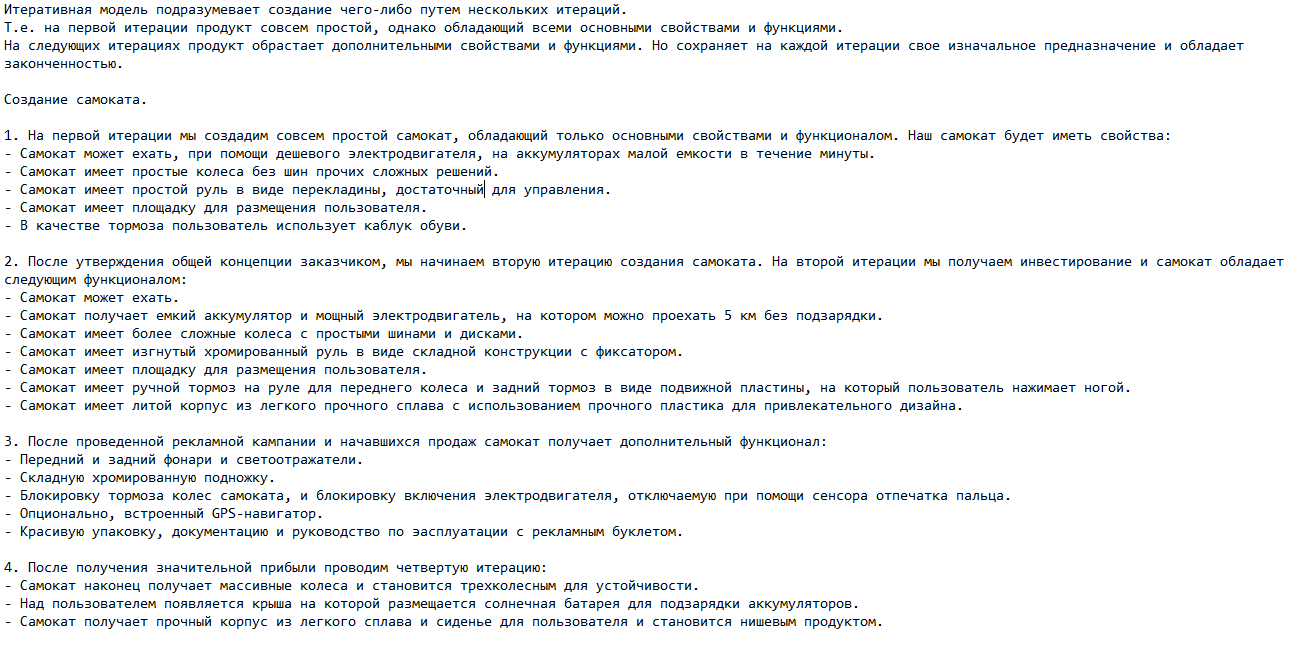 Итеративная модель подразумевает создание чего-либо путем нескольких итераций.
Т.е. на первой итерации продукт совсем простой, однако обладающий всеми основными свойствами и функциями.
На следующих итерациях продукт обрастает дополнительными свойствами и функциями. Но сохраняет на каждой итерации свое изначальное предназначение и обладает
законченностью.

Создание самоката.

1. На первой итерации мы создадим совсем простой самокат, обладающий только основными свойствами и функционалом. Наш самокат будет иметь свойства:
- Самокат может ехать, при помощи дешевого электродвигателя, на аккумуляторах малой емкости в течение минуты.
- Самокат имеет простые колеса без шин прочих сложных решений.
- Самокат имеет простой руль в виде перекладины, достаточный для управления.
- Самокат имеет площадку для размещения пользователя.
- В качестве тормоза пользователь использует каблук обуви.

2. После утверждения общей концепции заказчиком, мы начинаем вторую итерацию создания самоката. На второй итерации мы получаем инвестирование и самокат обладает
следующим функционалом:
- Самокат может ехать.
- Самокат получает емкий аккумулятор и мощный электродвигатель, на котором можно проехать 5 км без подзарядки.
- Самокат имеет более сложные колеса с простыми шинами и дисками.
- Самокат имеет изгнутый хромированный руль в виде складной конструкции с фиксатором.
- Самокат имеет площадку для размещения пользователя.
- Самокат имеет ручной тормоз на руле для переднего колеса и задний тормоз в виде подвижной пластины, на который пользователь нажимает ногой.
- Самокат имеет литой корпус из легкого прочного сплава с использованием прочного пластика для привлекательного дизайна.

3. После проведенной рекламной кампании и начавшихся продаж самокат получает дополнительный функционал:
- Передний и задний фонари и светоотражатели.
- Складную хромированную подножку.
- Блокировку тормоза колес самоката, и блокировку включения электродвигателя, отключаемую при помощи сенсора отпечатка пальца.
- Опционально, встроенный GPS-навигатор.
- Красивую упаковку, документацию и руководство по эасплуатации с рекламным буклетом.

4. После получения значительной прибыли проводим четвертую итерацию:
- Самокат наконец получает массивные колеса и становится трехколесным для устойчивости.
- Над пользователем появляется крыша на которой размещается солнечная батарея для подзарядки аккумуляторов.
- Самокат получает прочный корпус из легкого сплава и сиденье для пользователя и становится нишевым продуктом.